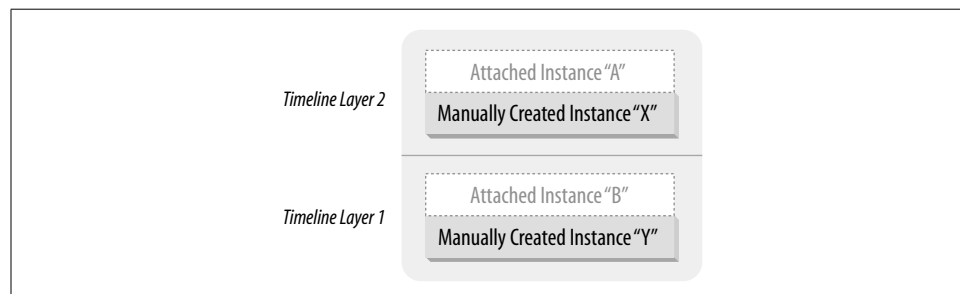 Attached Instance “A”
Timeline Layer 2
Manually Created Instance “X”
Attached Instance “B”
Timeline Layer 1
Manually Created Instance “Y”